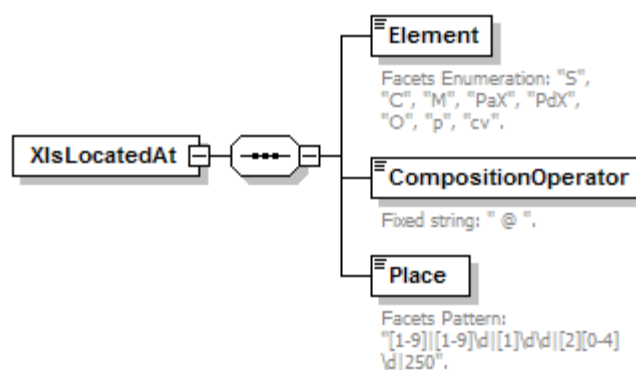 Element
Facets Enumeration: "S",
"C", "M", "PaX", "PdX",
"O", "p", "cv".
XIsLocatedAt
CompositionOperator
Fixed string: " @ ".
Place
Facets Pattern:
"[1-9]|[1-9]\d|[1]\d\d|[2][0-4]
\d|250".